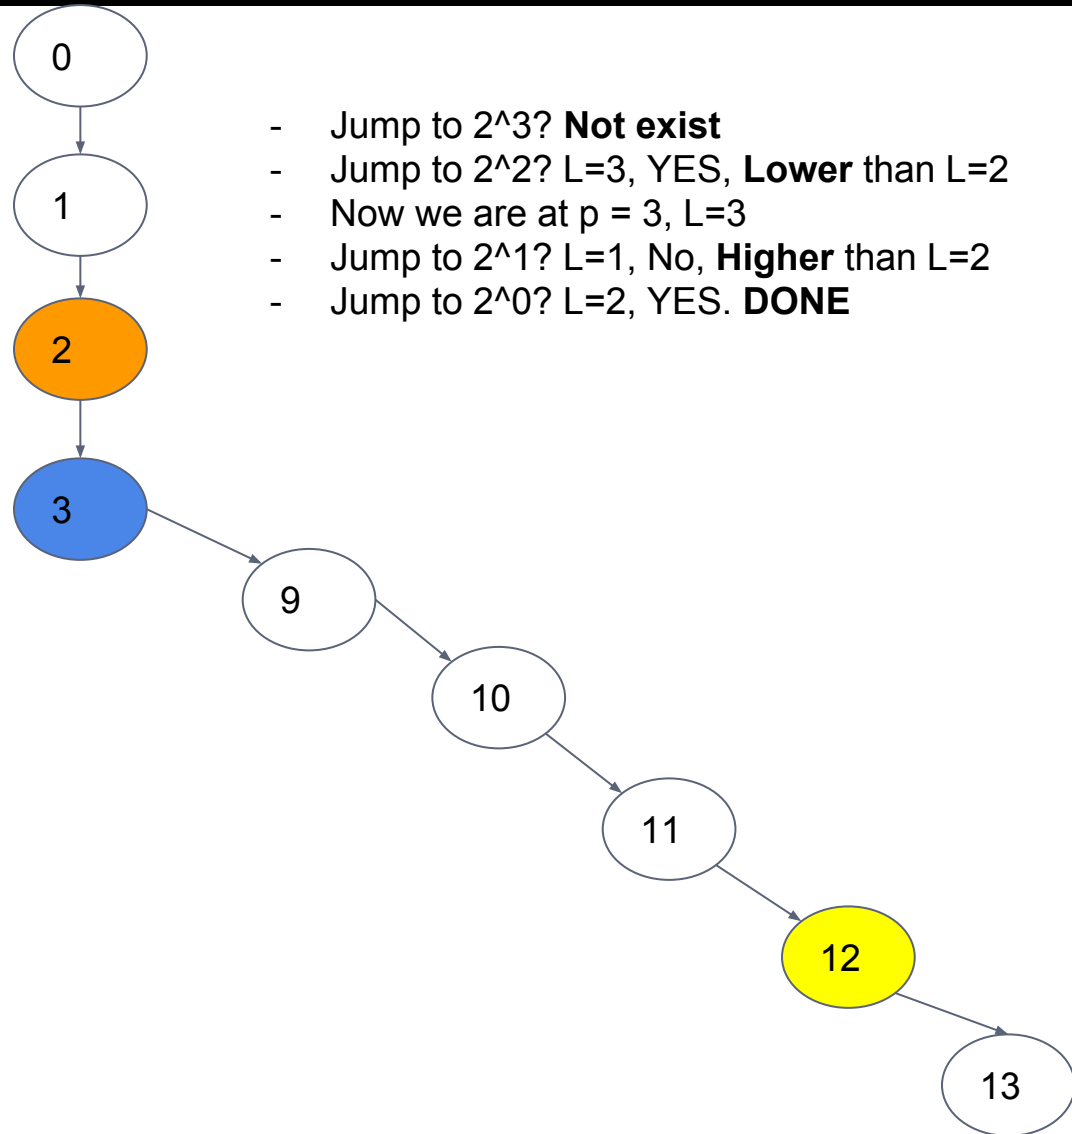 0
- Jump to 2^3? Not exist
- Jump to 2^2? L=3, YES, Lower than L=2
1
- Now we are at p = 3, L=3
- Jump to 2^1? L=1, No, Higher than L=2
- Jump to 2^0? L=2, YES. DONE
2
3
9
10
11
12
13